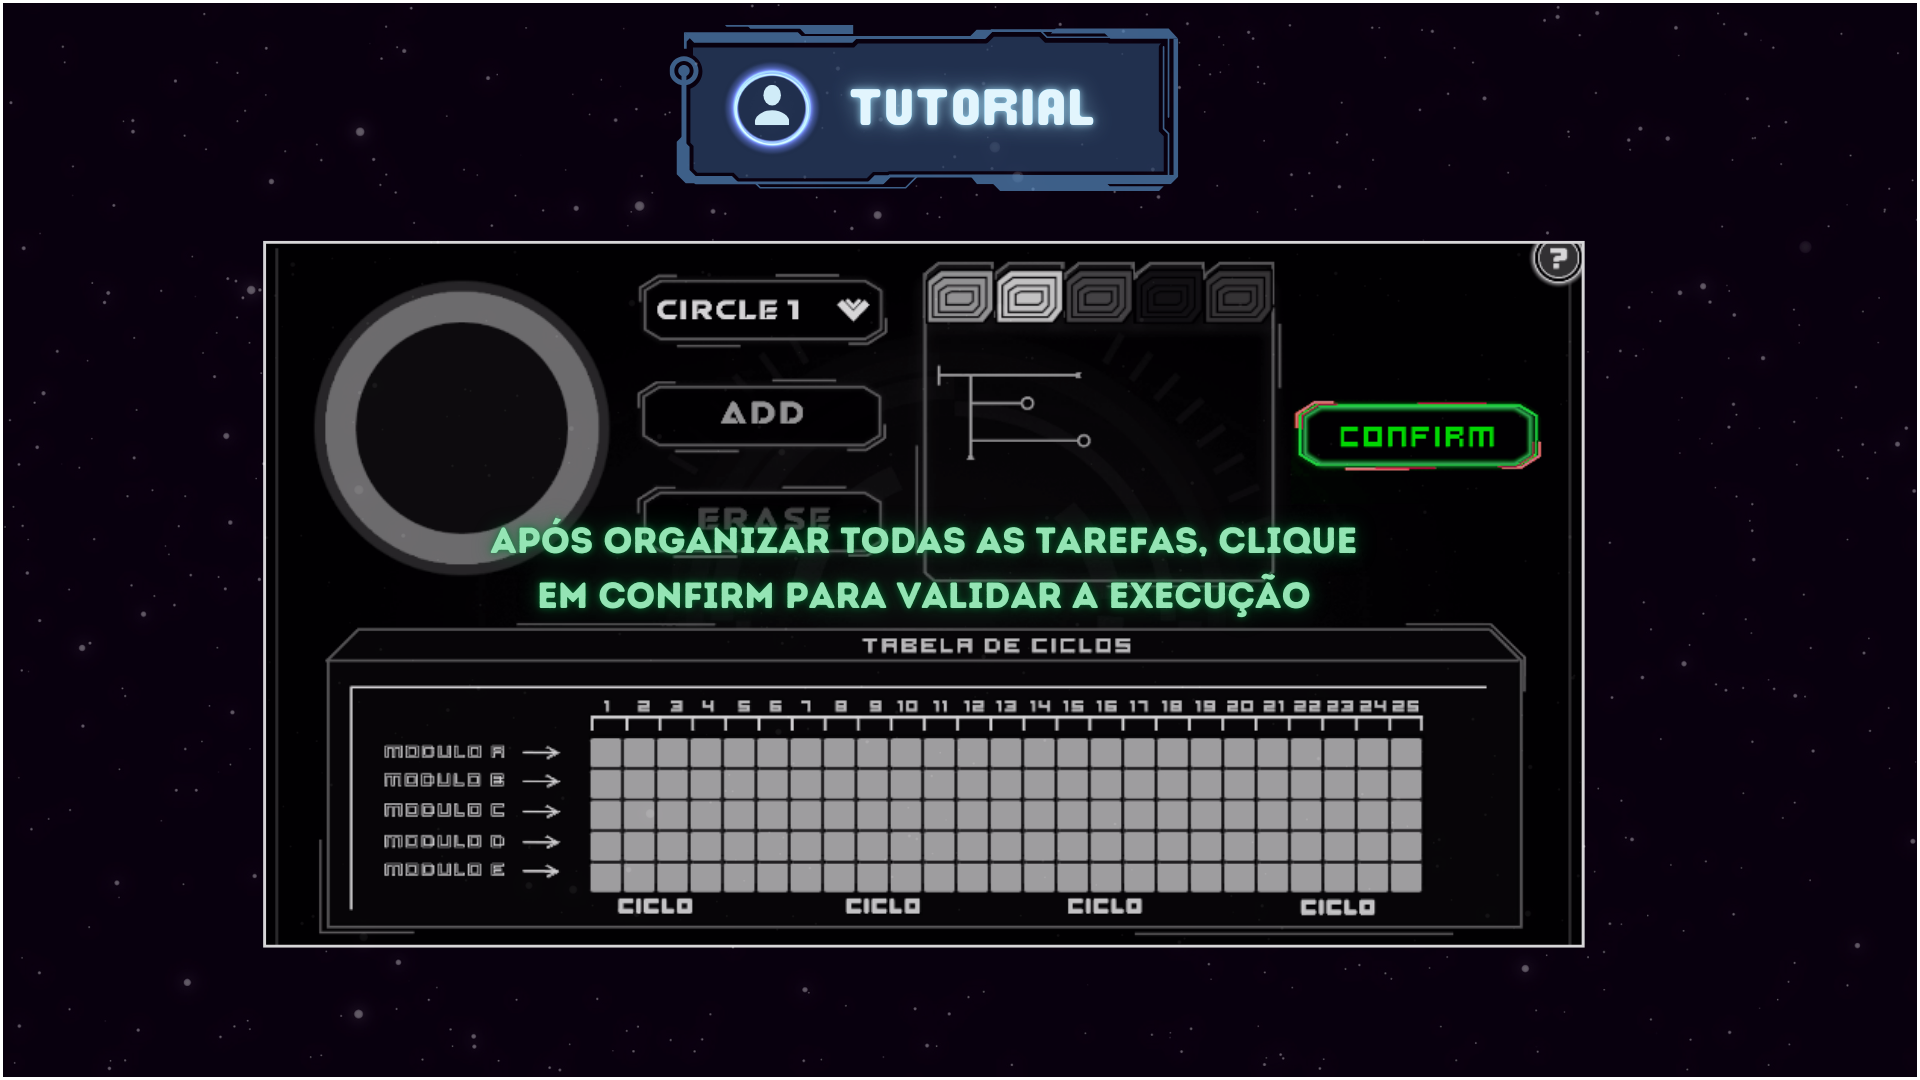 TUTORIAL
?
CIRCLE 1
ADD
CONFIRM
ERASE
APÓS ORGANIZAR TODAS AS TAREFAS, CLIQUE
EM CONFIRM PARA VALIDAR A EXECUÇÃO
TABELA DE CICLOS
1 2 3 4 5 6 7 8 9 10 11 12 13 14 15 16 17 18 19 20 21 22 23 24 25
MODULO A
MODULO B
MODULO C
MODULO D
MODULO E
CICLO CICLO CICLO CICLO